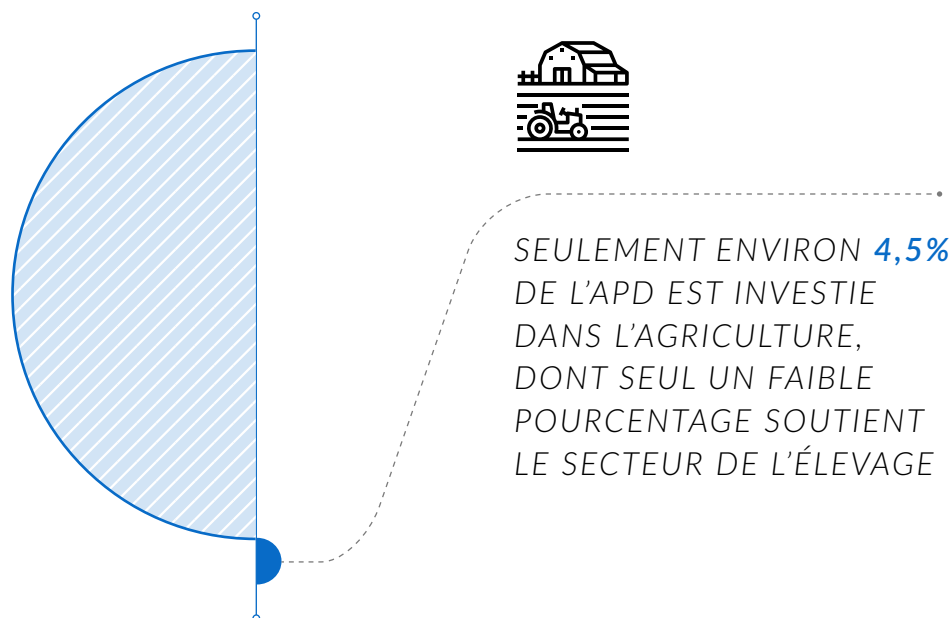 SEULEMENT ENVIRON 4,5%
DE L’APD EST INVESTIE
DANS L’AGRICULTURE,
DONT SEUL UN FAIBLE
POURCENTAGE SOUTIENT
LE SECTEUR DE L’ÉLEVAGE